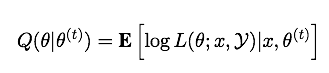 Q(θ|θ^{(t)}) = E[log L(θ; x, 𝒴)|x, θ^{(t)}]